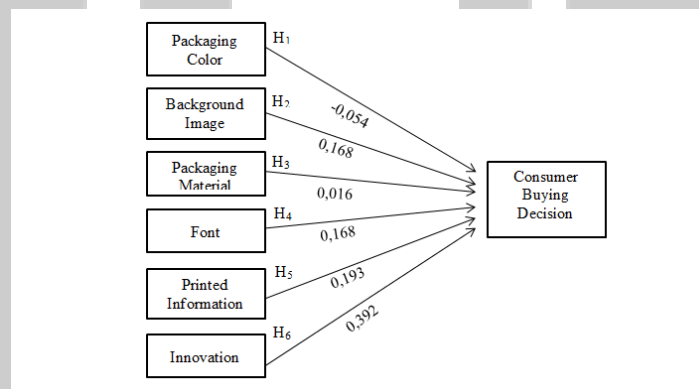 Packaging
Color
H₁
-0,054
Background
Image
H₂
0,168
Packaging
Material
H₃
0,016
Font
H₄
0,168
Printed
Information
H₅
0,193
Innovation
H₆
0,392
Consumer
Buying
Decision